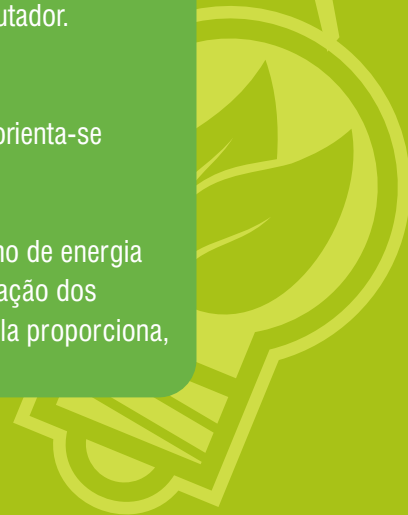 utador.
orienta-se
no de energia
ação dos
la proporciona,